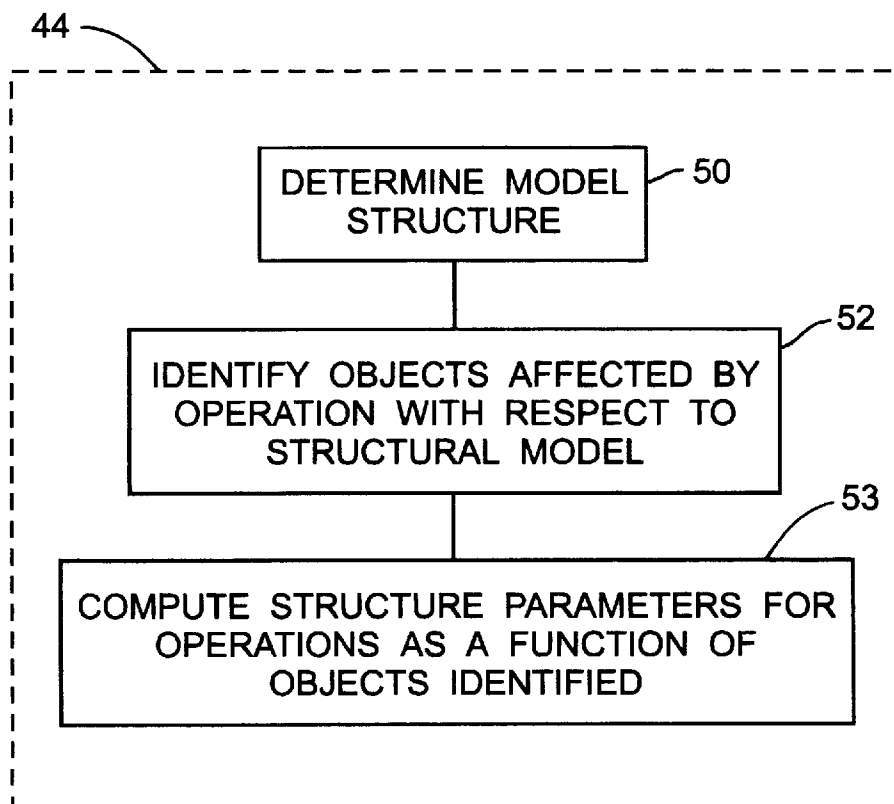 44
DETERMINE MODEL
STRUCTURE
50
IDENTIFY OBJECTS AFFECTED BY
OPERATION WITH RESPECT TO
STRUCTURAL MODEL
52
COMPUTE STRUCTURE PARAMETERS FOR
OPERATIONS AS A FUNCTION OF
OBJECTS IDENTIFIED
53